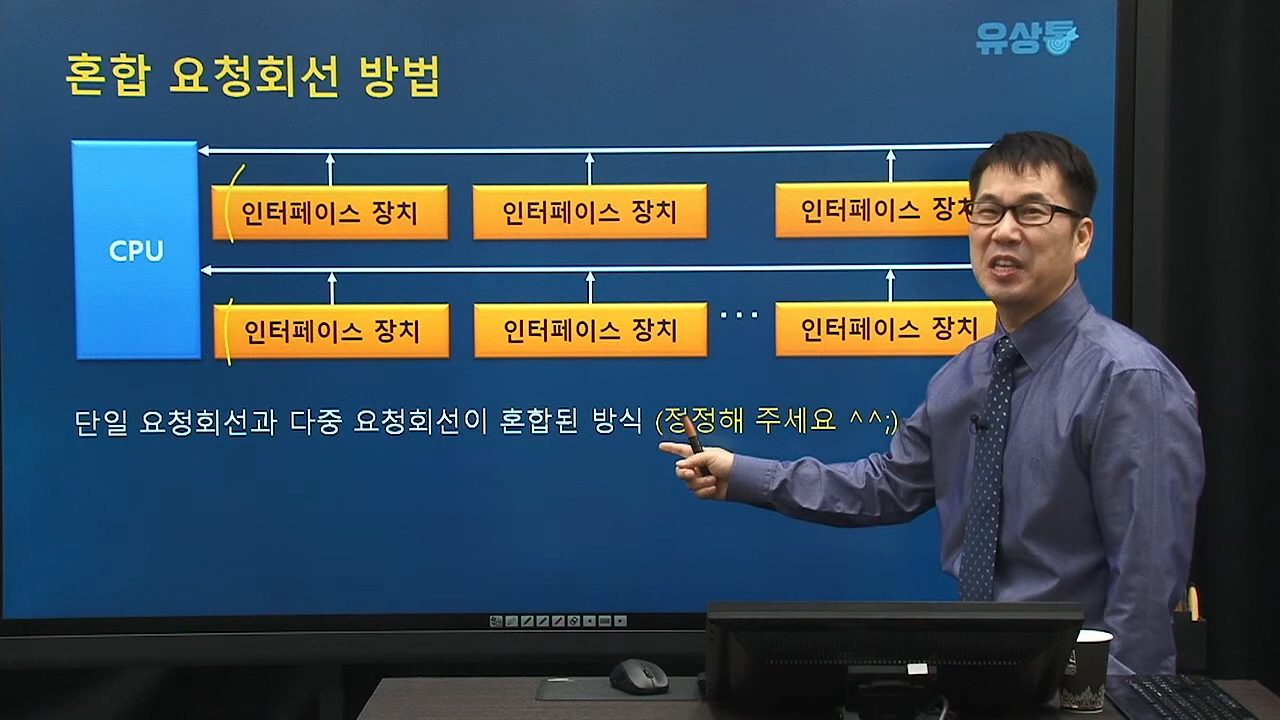 유상통
혼합 요청회선 방법
CPU
인터페이스 장치
인터페이스 장치
인터페이스 장치
인터페이스 장치
인터페이스 장치
...
인터페이스 장치
단일 요청회선과 다중 요청회선이 혼합된 방식 (정정해 주세요 ^^;)